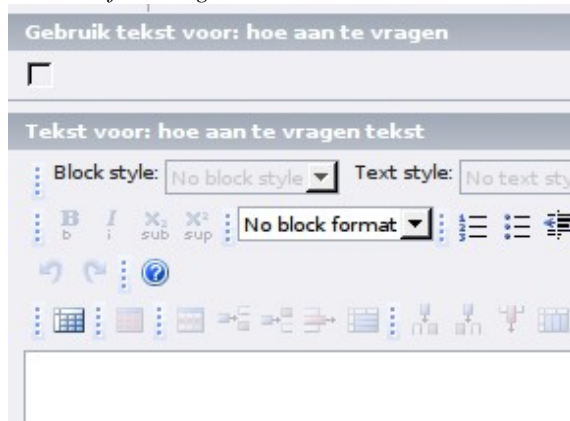 Gebruik tekst voor: hoe aan te vragen
Tekst voor: hoe aan te vragen tekst
Block style: No block style Text style: No text sty
B I X₂ X² No block format
b i sub sup